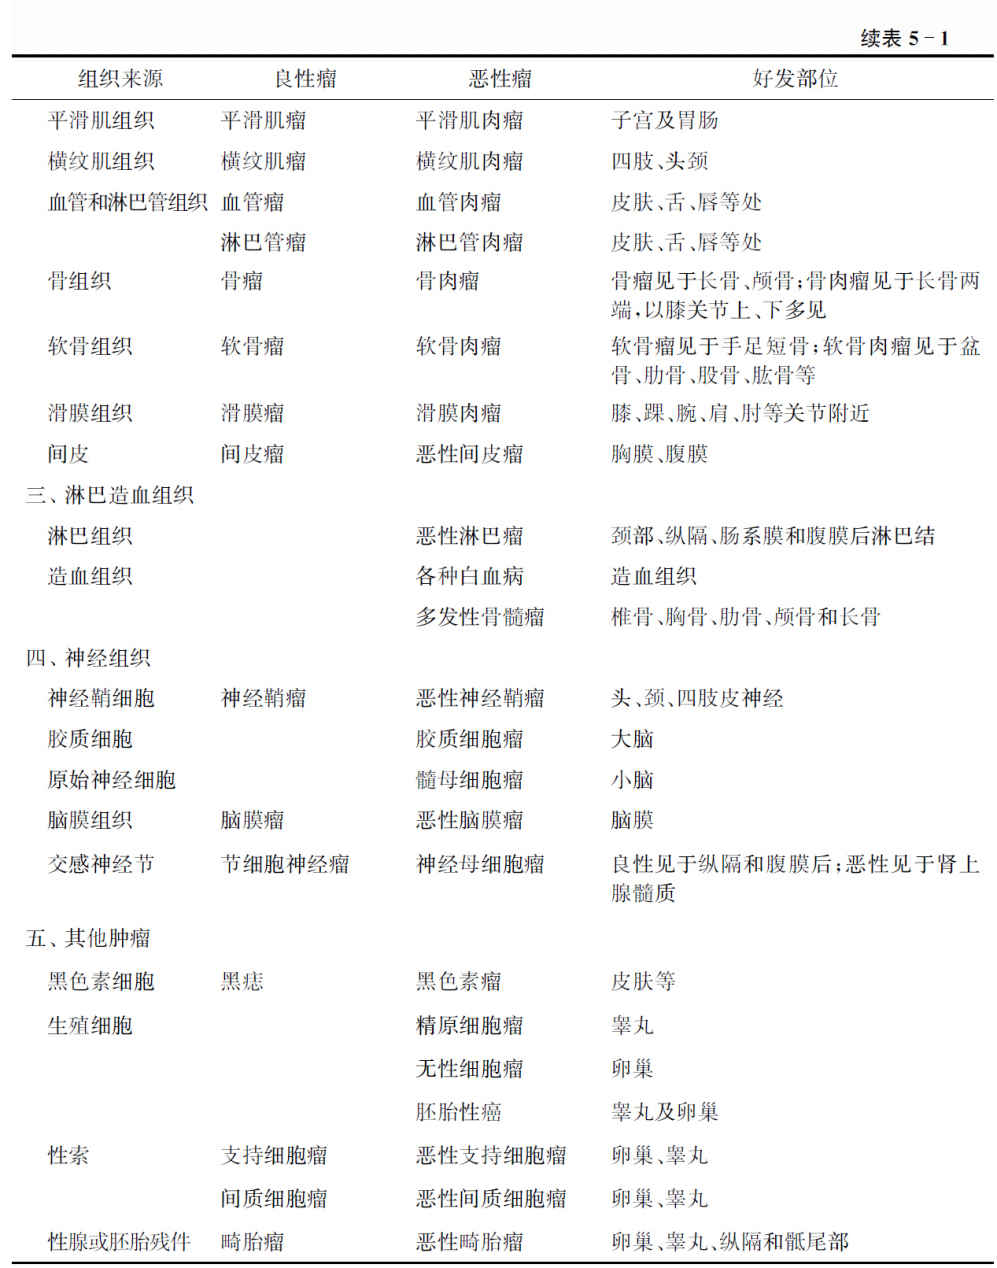 续表 5-1
组织来源 良性瘤 恶性瘤 好发部位
平滑肌组织 平滑肌瘤 平滑肌肉瘤 子宫及胃肠
横纹肌组织 横纹肌瘤 横纹肌肉瘤 四肢、头颈
血管和淋巴管组织 血管瘤 血管肉瘤 皮肤、舌、唇等处
淋巴管瘤 淋巴管肉瘤 皮肤、舌、唇等处
骨组织 骨瘤 骨肉瘤 骨瘤见于长骨、颅骨;骨肉瘤见于长骨两
端,以膝关节上、下多见
软骨组织 软骨瘤 软骨肉瘤 软骨瘤见于手足短骨;软骨肉瘤见于盆
骨、肋骨、股骨、肱骨等
滑膜组织 滑膜瘤 滑膜肉瘤 膝、踝、腕、肩、肘等关节附近
间皮 间皮瘤 恶性间皮瘤 胸膜、腹膜
三、淋巴造血组织
淋巴组织 恶性淋巴瘤 颈部、纵隔、肠系膜和腹膜后淋巴结
造血组织 各种白血病 造血组织
多发性骨髓瘤 椎骨、胸骨、肋骨、颅骨和长骨
四、神经组织
神经鞘细胞 神经鞘瘤 恶性神经鞘瘤 头、颈、四肢皮神经
胶质细胞 胶质细胞瘤 大脑
原始神经细胞 髓母细胞瘤 小脑
脑膜组织 脑膜瘤 恶性脑膜瘤 脑膜
交感神经节 节细胞神经瘤 神经母细胞瘤 良性见于纵隔和腹膜后;恶性见于肾上
腺髓质
五、其他肿瘤
黑色素细胞 黑痣 黑色素瘤 皮肤等
生殖细胞 精原细胞瘤 睾丸
无性细胞瘤 卵巢
胚胎性癌 睾丸及卵巢
性索 支持细胞瘤 恶性支持细胞瘤 卵巢、睾丸
间质细胞瘤 恶性间质细胞瘤 卵巢、睾丸
性腺或胚胎残件 畸胎瘤 恶性畸胎瘤 卵巢、睾丸、纵隔和骶尾部